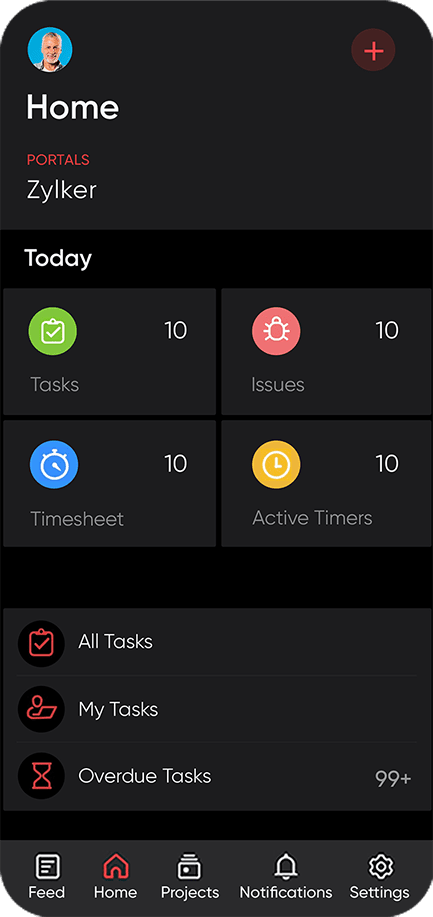 Home
PORTALS
Zylker
Today
10
Tasks
10
Issues
10
Timesheet
10
Active Timers
All Tasks
My Tasks
Overdue Tasks 99+
Feed Home Projects Notifications Settings